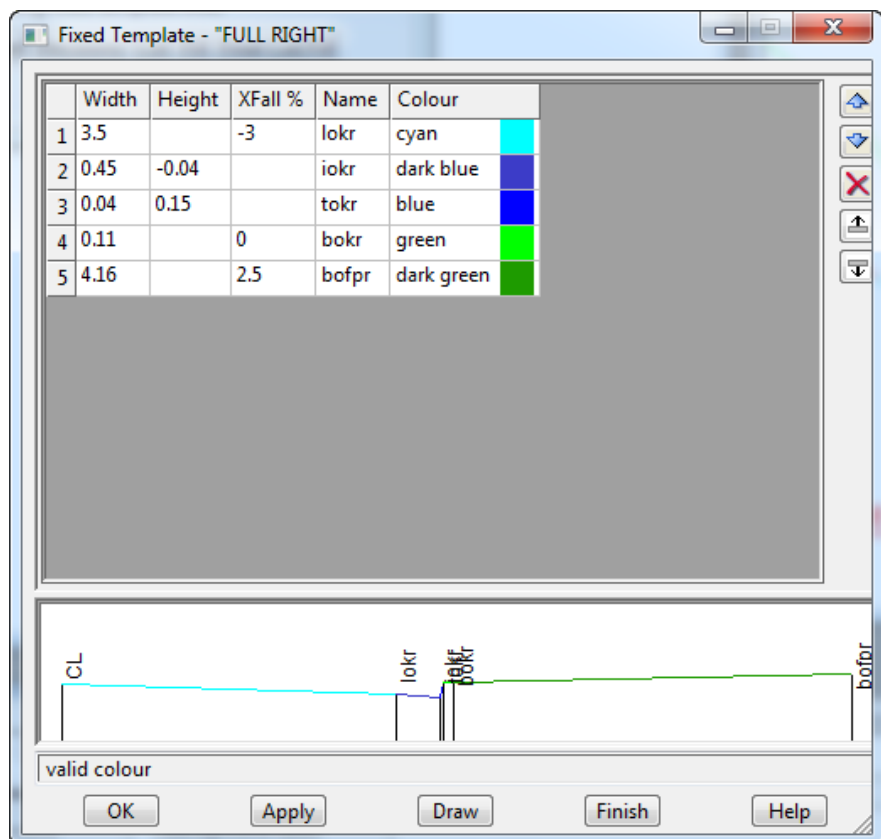 Fixed Template - "FULL RIGHT"
Width Height XFall % Name Colour
1 3.5 -3 lokr cyan
2 0.45 -0.04 iokr dark blue
3 0.04 0.15 tokr blue
4 0.11 0 bokr green
5 4.16 2.5 bofpr dark green
CL lokr bokr bofpr
valid colour
OK Apply Draw Finish Help